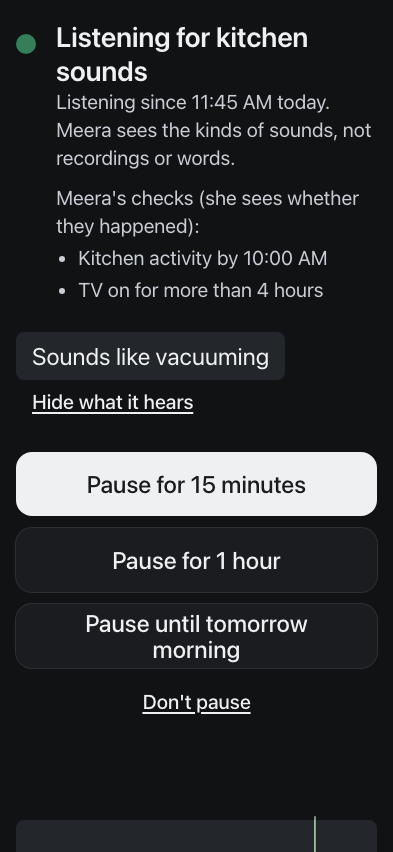 Listening for kitchen
sounds
Listening since 11:45 AM today.
Meera sees the kinds of sounds, not
recordings or words.
Meera's checks (she sees whether
they happened):
• Kitchen activity by 10:00 AM
• TV on for more than 4 hours
Sounds like vacuuming
Hide what it hears
Pause for 15 minutes
Pause for 1 hour
Pause until tomorrow
morning
Don't pause